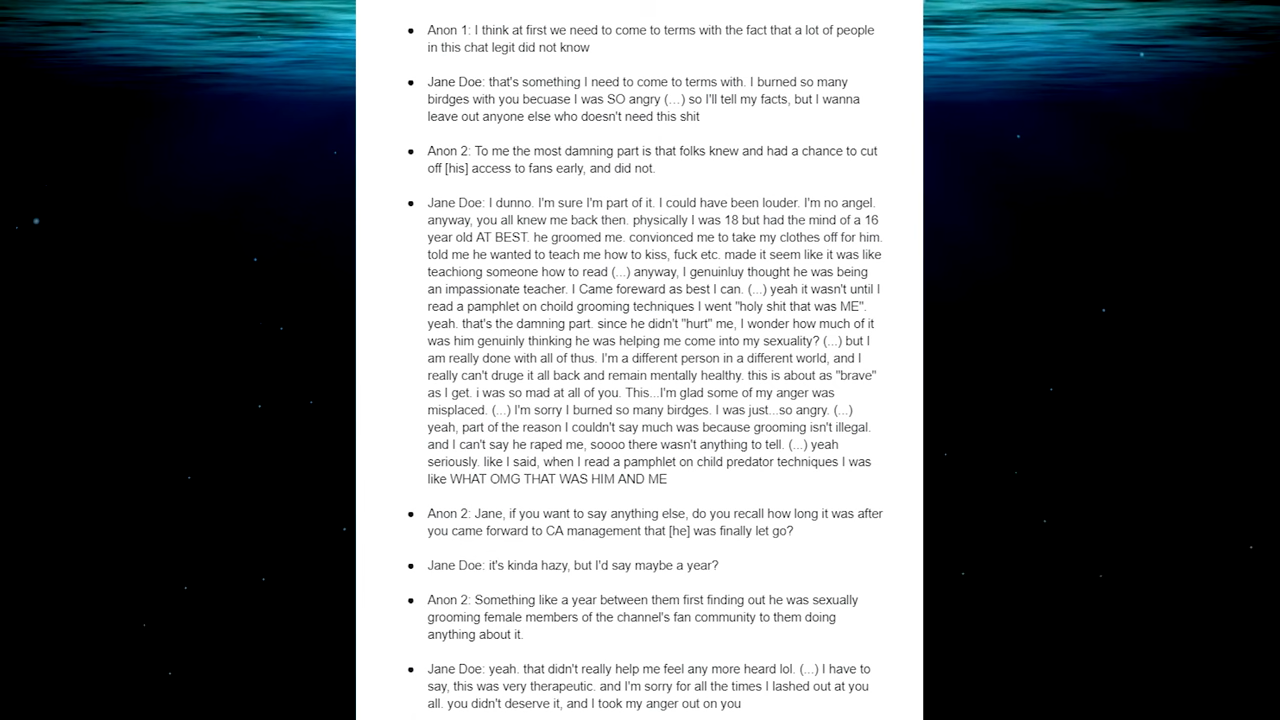 ● Anon 1: I think at first we need to come to terms with the fact that a lot of people
in this chat legit did not know
● Jane Doe: that's something I need to come to terms with. I burned so many
birdges with you becuase I was SO angry (...) so I'll tell my facts, but I wanna
leave out anyone else who doesn't need this shit
● Anon 2: To me the most damning part is that folks knew and had a chance to cut
off [his] access to fans early, and did not.
● Jane Doe: I dunno. I'm sure I'm part of it. I could have been louder. I'm no angel.
anyway, you all knew me back then. physically I was 18 but had the mind of a 16
year old AT BEST. he groomed me. convionced me to take my clothes off for him.
told me he wanted to teach me how to kiss, fuck etc. made it seem like it was like
teachiong someone how to read (...) anyway, I genuinluy thought he was being
an impassionate teacher. I Came foreward as best I can. (...) yeah it wasn't until I
read a pamphlet on choild grooming techniques I went "holy shit that was ME".
yeah. that's the damning part. since he didn't "hurt" me, I wonder how much of it
was him genuinly thinking he was helping me come into my sexuality? (...) but I
am really done with all of thus. I'm a different person in a different world, and I
really can't druge it all back and remain mentally healthy. this is about as "brave"
as I get. i was so mad at all of you. This...I'm glad some of my anger was
misplaced. (...) I'm sorry I burned so many birdges. I was just...so angry. (...)
yeah, part of the reason I couldn't say much was because grooming isn't illegal.
and I can't say he raped me, soooo there wasn't anything to tell. (...) yeah
seriously. like I said, when I read a pamphlet on child predator techniques I was
like WHAT OMG THAT WAS HIM AND ME
● Anon 2: Jane, if you want to say anything else, do you recall how long it was after
you came forward to CA management that [he] was finally let go?
● Jane Doe: it's kinda hazy, but I'd say maybe a year?
● Anon 2: Something like a year between them first finding out he was sexually
grooming female members of the channel's fan community to them doing
anything about it.
● Jane Doe: yeah. that didn't really help me feel any more heard lol. (...) I have to
say, this was very therapeutic. and I'm sorry for all the times I lashed out at you
all. you didn't deserve it, and I took my anger out on you